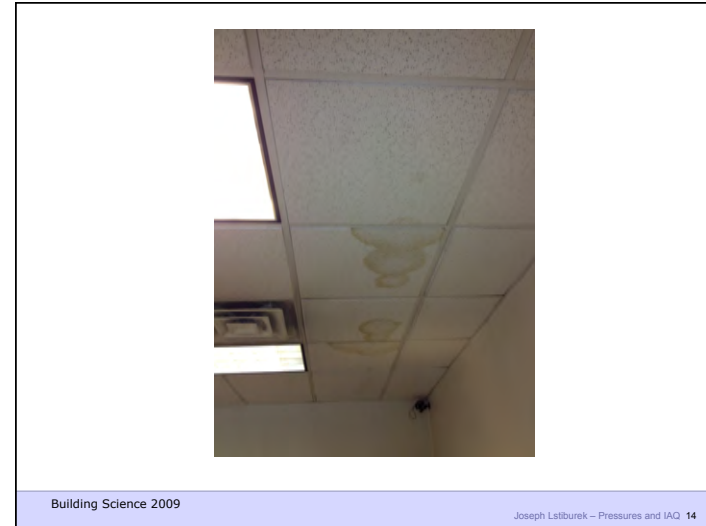 Building Science 2009
Joseph Lstiburek – Pressures and IAQ 14